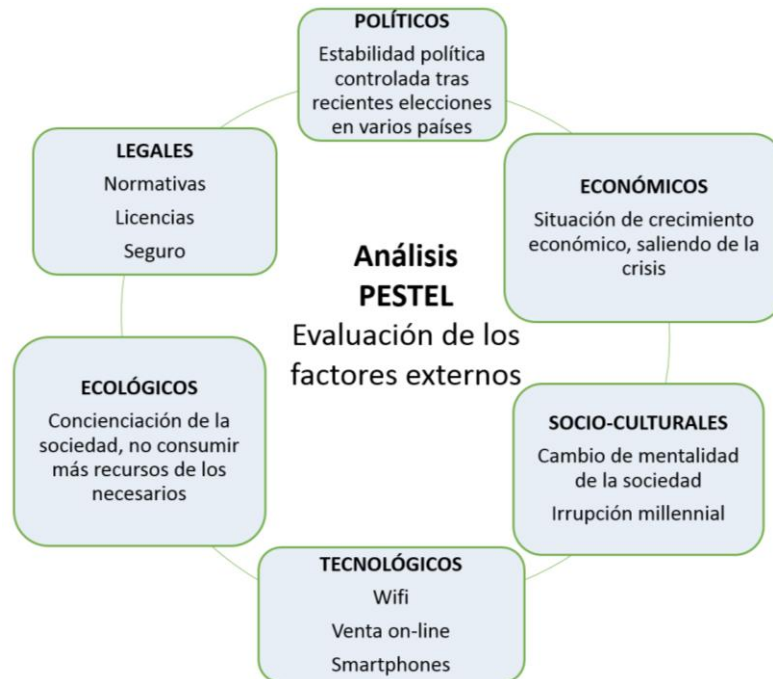 POLÍTICOS
Estabilidad política
controlada tras
recientes elecciones
en varios países
LEGALES
Normativas
Licencias
Seguro
ECONÓMICOS
Situación de crecimiento
económico, saliendo de la
crisis
Análisis
PESTEL
Evaluación de los
factores externos
ECOLÓGICOS
Concienciación de la
sociedad, no consumir
más recursos de los
necesarios
SOCIO-CULTURALES
Cambio de mentalidad
de la sociedad
Irrupción millennial
TECNOLÓGICOS
Wifi
Venta on-line
Smartphones